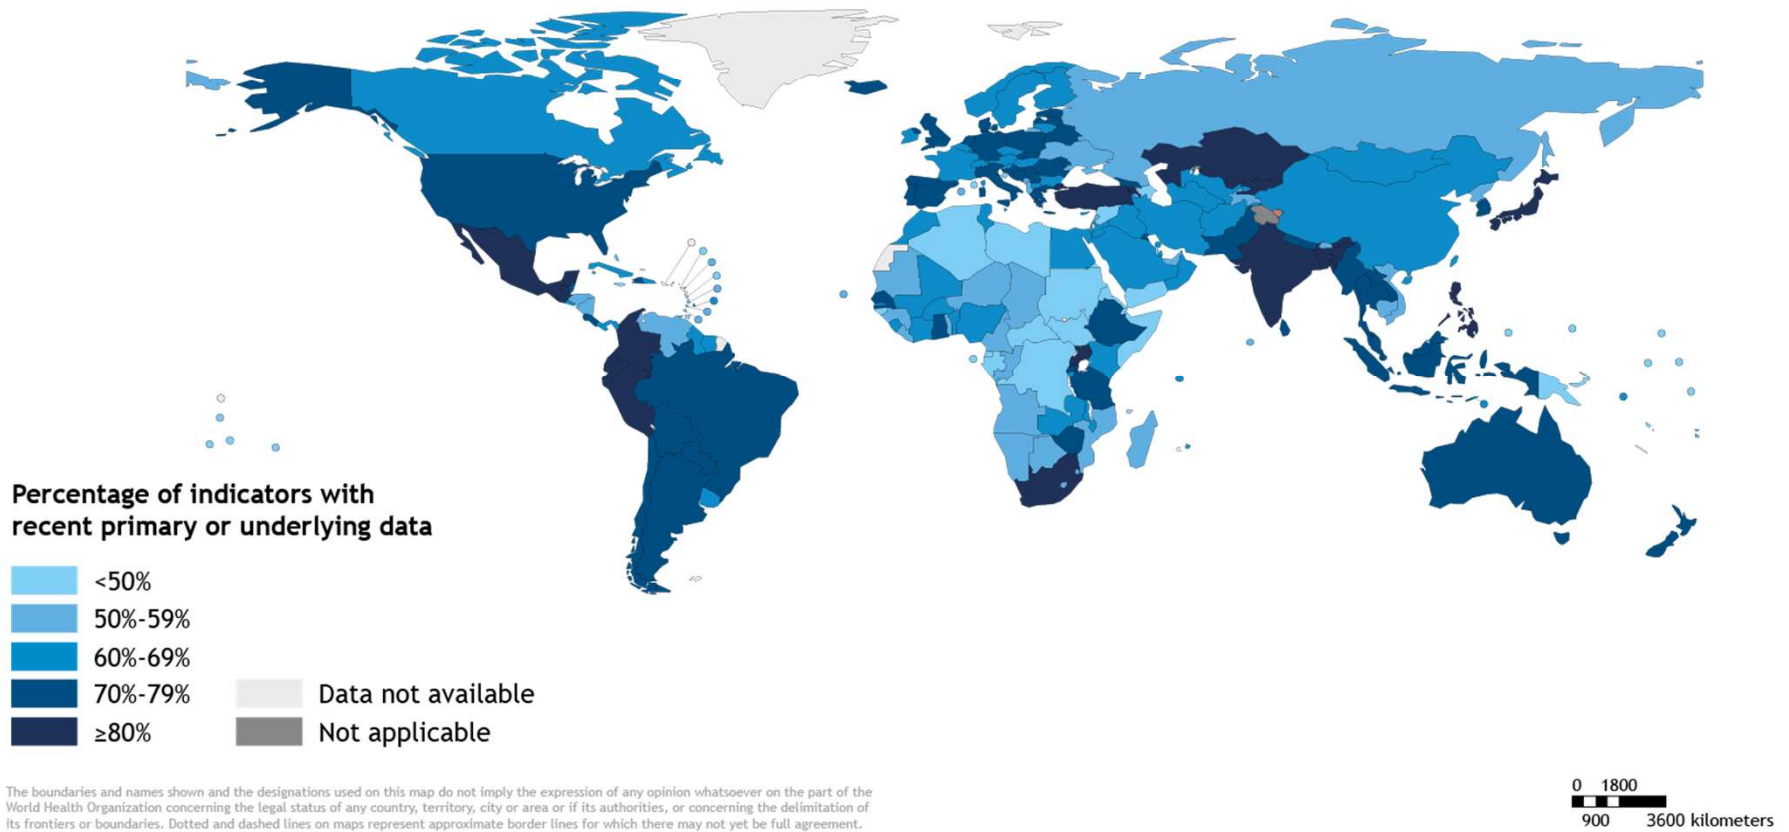 Percentage of indicators with
recent primary or underlying data
<50%
50%-59%
60%-69%
70%-79%
≥80%
Data not available
Not applicable
The boundaries and names shown and the designations used on this map do not imply the expression of any opinion whatsoever on the part of the
World Health Organization concerning the legal status of any country, territory, city or area or if its authorities, or concerning the delimitation of
its frontiers or boundaries. Dotted and dashed lines on maps represent approximate border lines for which there may not yet be full agreement.
0 1800
900 3600 kilometers